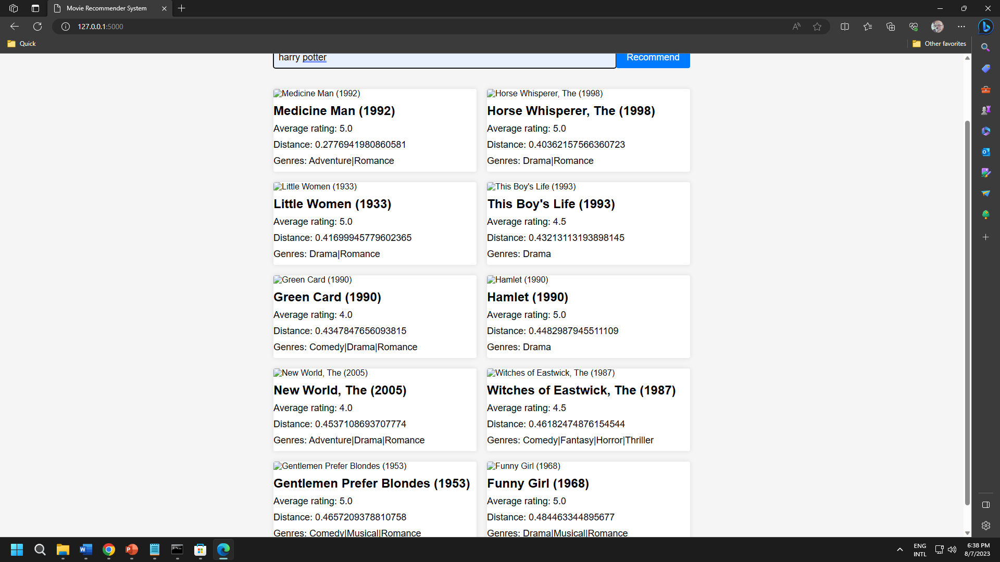 Movie Recommender System
127.0.0.1:5000
Quick
Other favorites
harry potter
Recommend
Medicine Man (1992)
Medicine Man (1992)
Average rating: 5.0
Distance: 0.2776941980860581
Genres: Adventure|Romance
Horse Whisperer, The (1998)
Horse Whisperer, The (1998)
Average rating: 5.0
Distance: 0.40362157566360723
Genres: Drama|Romance
Little Women (1933)
Little Women (1933)
Average rating: 5.0
Distance: 0.41699945779602365
Genres: Drama|Romance
This Boy's Life (1993)
This Boy's Life (1993)
Average rating: 4.5
Distance: 0.43213113193898145
Genres: Drama
Green Card (1990)
Green Card (1990)
Average rating: 4.0
Distance: 0.4347847656093815
Genres: Comedy|Drama|Romance
Hamlet (1990)
Hamlet (1990)
Average rating: 5.0
Distance: 0.4482987945511109
Genres: Drama
New World, The (2005)
New World, The (2005)
Average rating: 4.0
Distance: 0.4537108693707774
Genres: Adventure|Drama|Romance
Witches of Eastwick, The (1987)
Witches of Eastwick, The (1987)
Average rating: 4.5
Distance: 0.46182474876154544
Genres: Comedy|Fantasy|Horror|Thriller
Gentlemen Prefer Blondes (1953)
Gentlemen Prefer Blondes (1953)
Average rating: 5.0
Distance: 0.4657209378810758
Genres: Comedy|Musical|Romance
Funny Girl (1968)
Funny Girl (1968)
Average rating: 5.0
Distance: 0.484463344895677
Genres: Drama|Musical|Romance
ENG
INTL
6:38 PM
8/7/2023